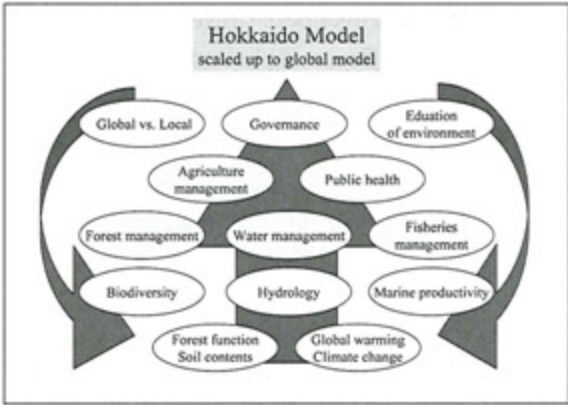 Hokkaido Model
scaled up to global model
Global vs. Local
Governance
Eduation
of environment
Agriculture
management
Public health
Forest management
Water management
Fisheries
management
Biodiversity
Hydrology
Marine productivity
Forest function
Soil contents
Global warming
Climate change